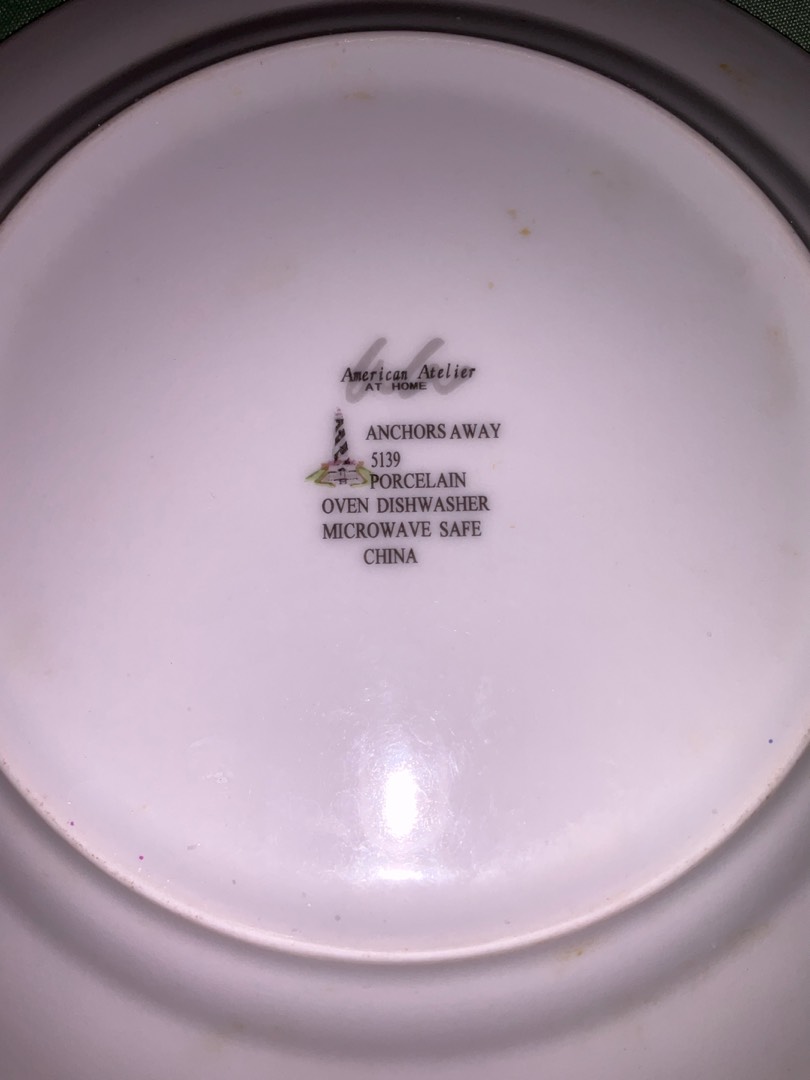 American Atelier
AT HOME
ANCHORS AWAY
5139
PORCELAIN
OVEN DISHWASHER
MICROWAVE SAFE
CHINA